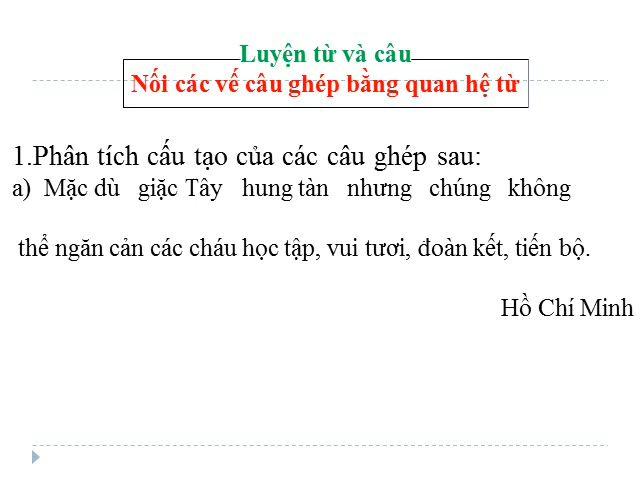 Luyện từ và câu
Nối các vế câu ghép bằng quan hệ từ
1.Phân tích cấu tạo của các câu ghép sau:
a) Mặc dù giặc Tây hung tàn nhưng chúng không
thể ngăn cản các cháu học tập, vui tươi, đoàn kết, tiến bộ.
Hồ Chí Minh